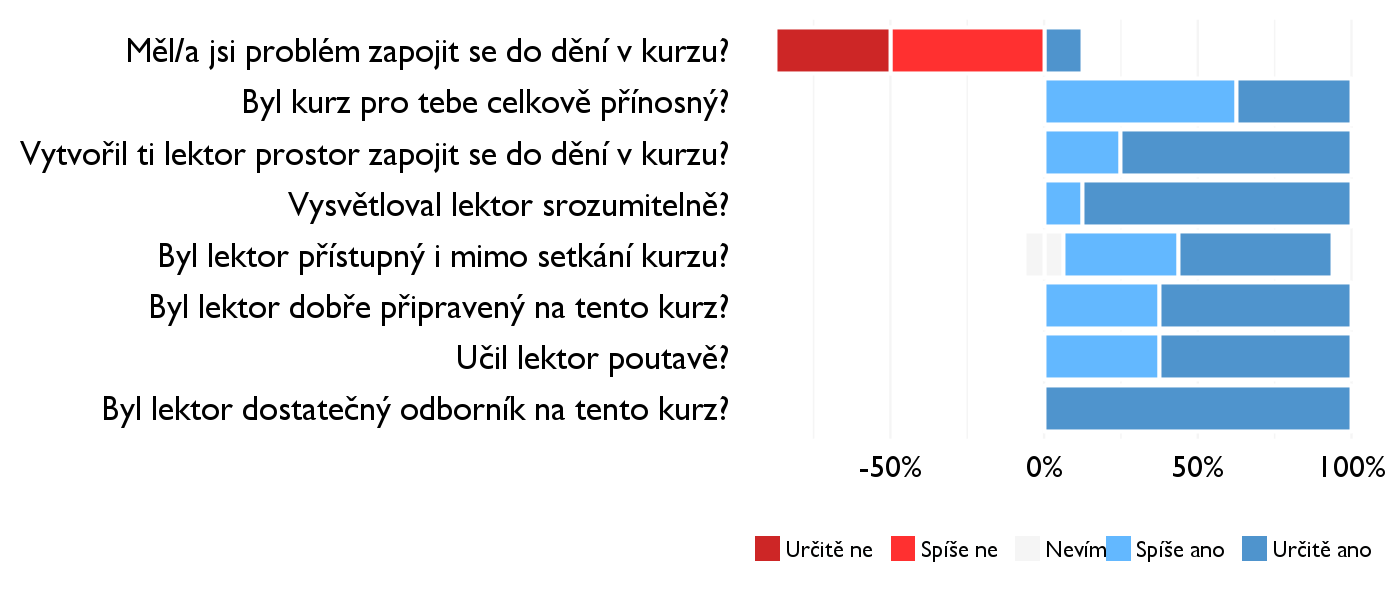 Měl/a jsi problém zapojit se do dění v kurzu?
Byl kurz pro tebe celkově přínosný?
Vytvořil ti lektor prostor zapojit se do dění v kurzu?
Vysvětloval lektor srozumitelně?
Byl lektor přístupný i mimo setkání kurzu?
Byl lektor dobře připravený na tento kurz?
Učil lektor poutavě?
Byl lektor dostatečný odborník na tento kurz?
-50% 0% 50% 100%
Určitě ne Spíše ne Nevím Spíše ano Určitě ano